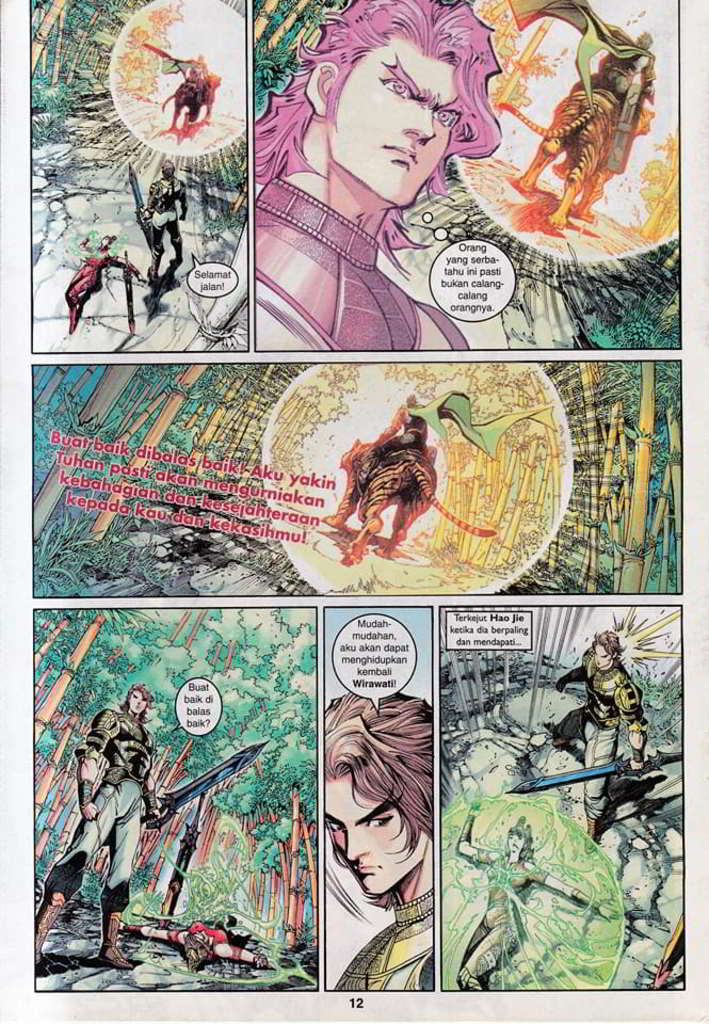 Selamat
jalan!
Orang
yang serba-
tahu ini pasti
bukan calang-
calang
orangnya.
Buat baik dibalas baik! Aku yakin
Tuhan pasti akan mengurniakan
kebahagian dan kesejahteraan
kepada kau dan kekasihmu!
Buat
baik di
balas
baik?
Mudah-
mudahan,
aku akan dapat
menghidupkan
kembali
Wirawati!
Terkejut Hao Jie
ketika dia berpaling
dan mendapati...
12